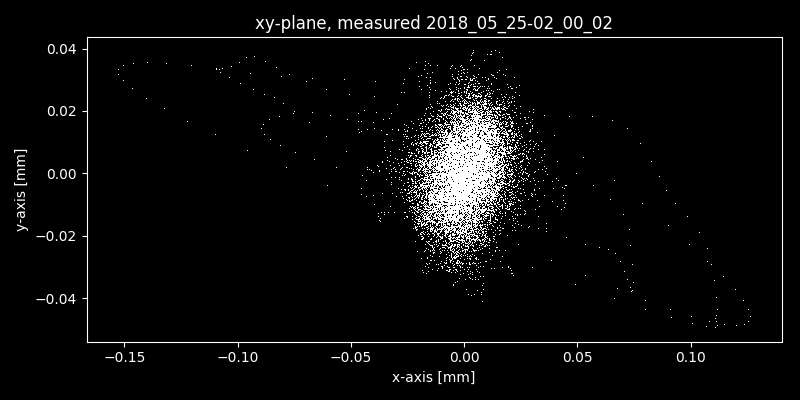 xy-plane, measured 2018_05_25-02_00_02
0.04
0.02
0.00
−0.02
−0.04
y-axis [mm]
−0.15 −0.10 −0.05 0.00 0.05 0.10
x-axis [mm]